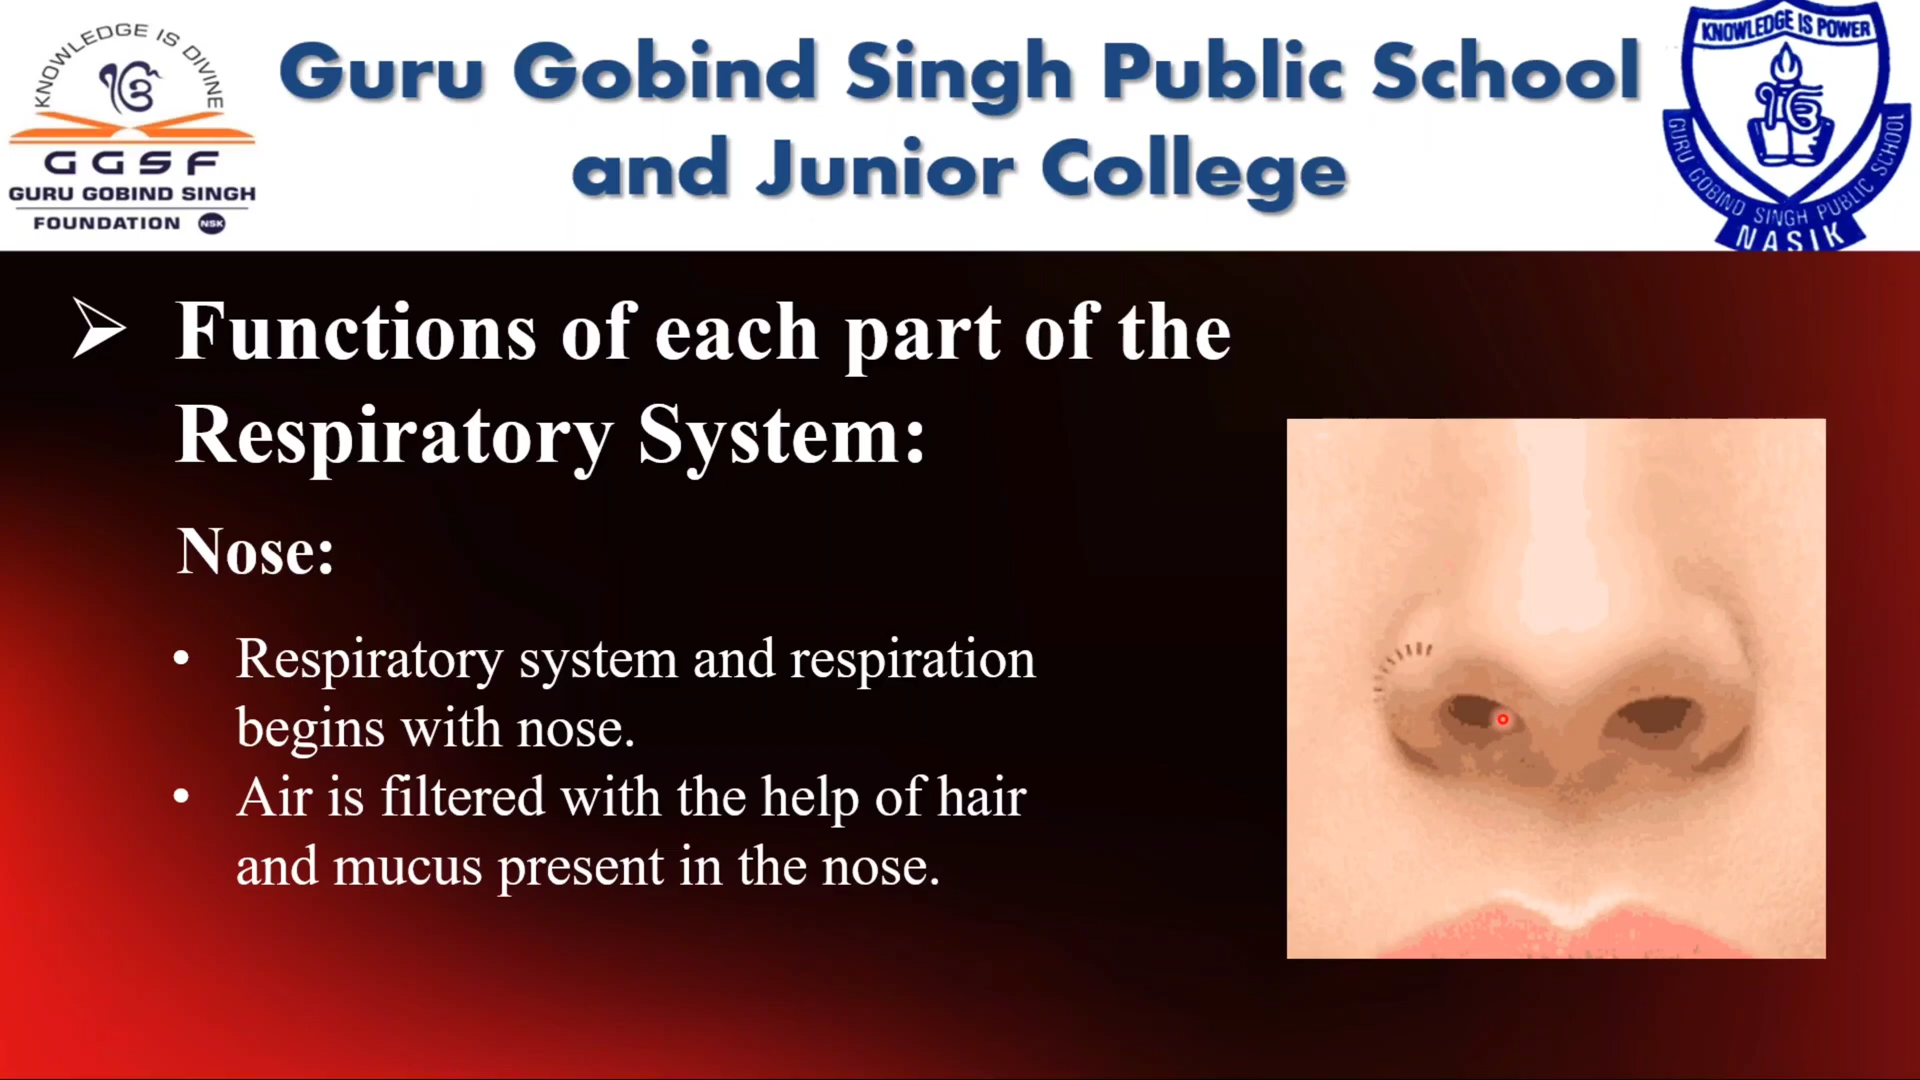 KNOWLEDGE IS DIVINE
ੴ
GGSF
GURU GOBIND SINGH
FOUNDATION NSK
Guru Gobind Singh Public School
and Junior College
KNOWLEDGE IS POWER
ੴ
GURU GOBIND SINGH PUBLIC SCHOOL
NASIK
➢ Functions of each part of the
Respiratory System:
Nose:
• Respiratory system and respiration
begins with nose.
• Air is filtered with the help of hair
and mucus present in the nose.